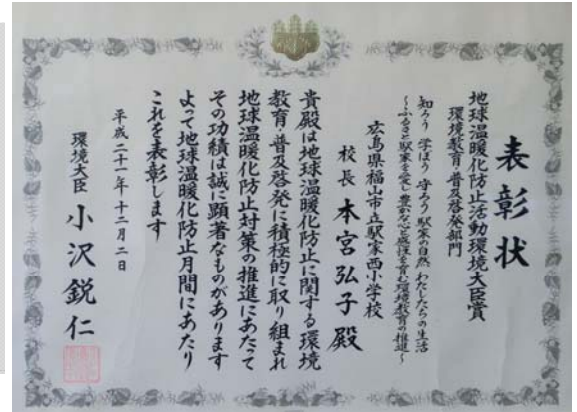 表彰状
地球温暖化防止活動環境大臣賞
環境教育・普及啓発部門
知ろう 学ぼう 守ろう 駅家の自然 わたしたちの生活
～ふるさと駅家を愛し 豊かな心と感性を育む環境教育の推進～
広島県福山市立駅家西小学校
校長 本宮弘子 殿
貴殿は地球温暖化防止に関する環境
教育・普及啓発に積極的に取り組まれ
地球温暖化防止対策の推進にあたって
その功績は誠に顕著なものがあります
よって地球温暖化防止月間にあたり
これを表彰します
平成二十一年十二月二日
環境大臣 小沢鋭仁